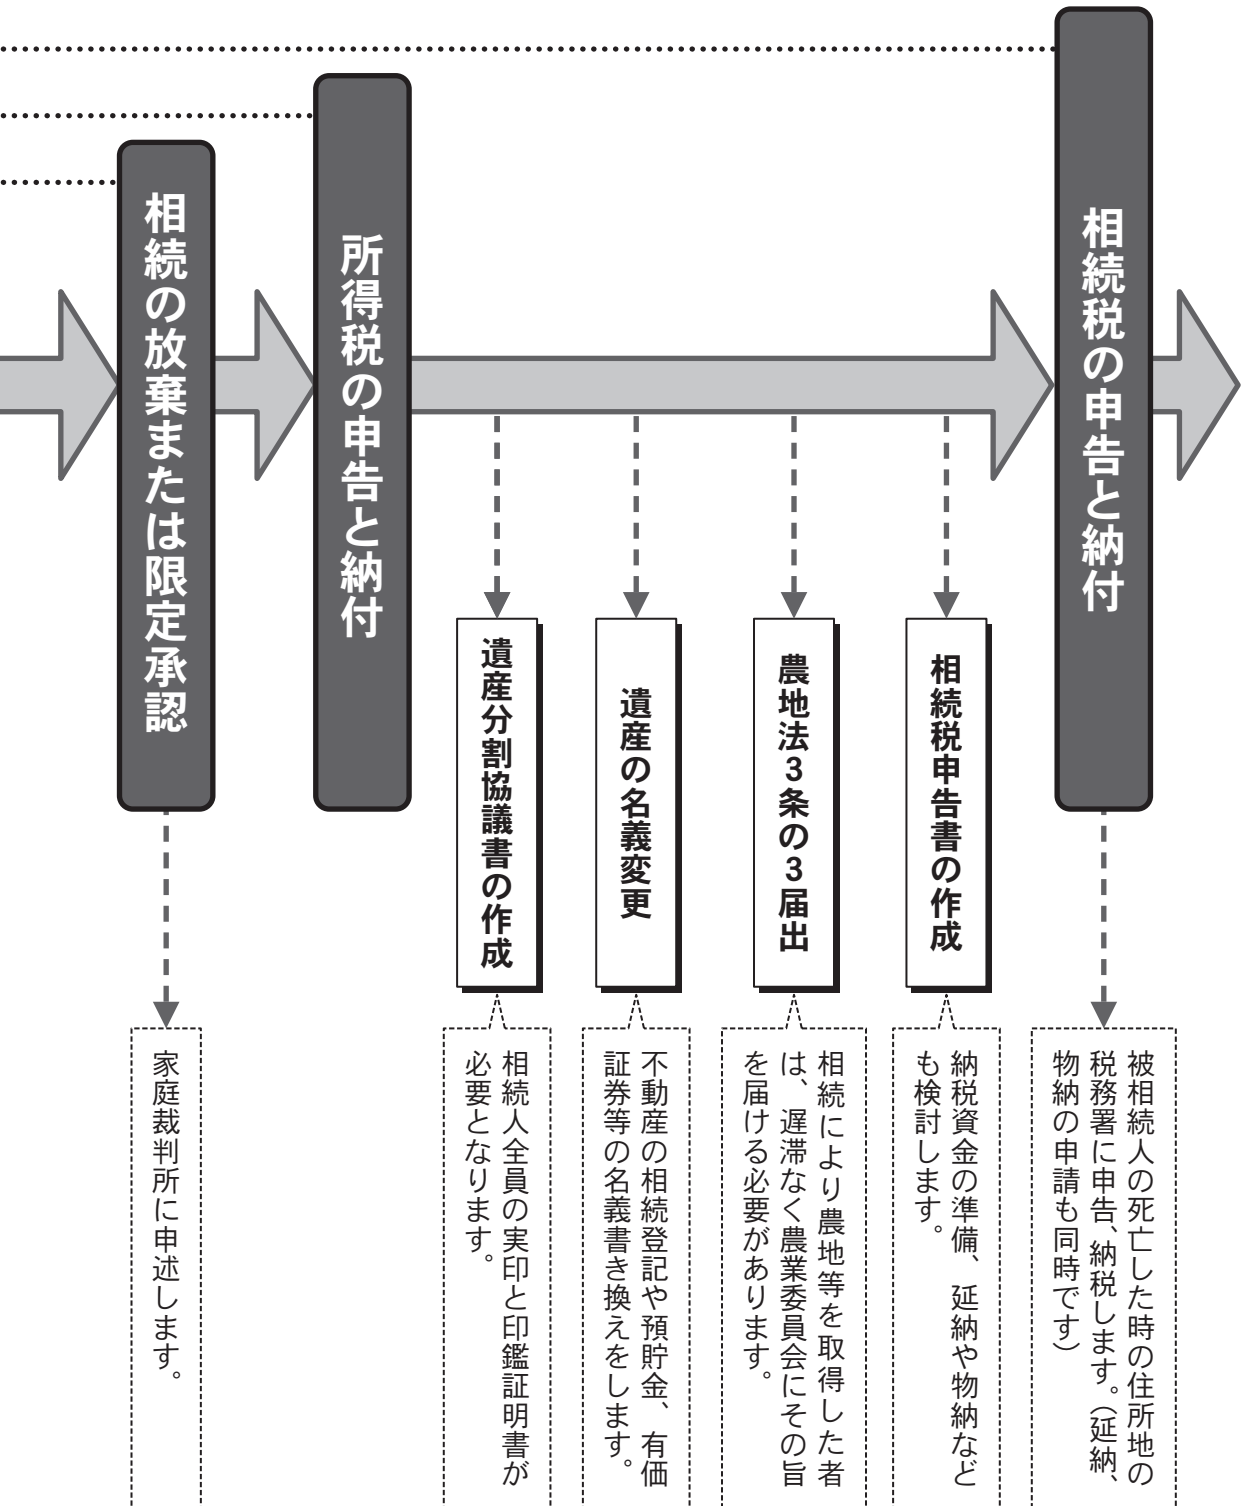 相続の放棄または限定承認
所得税の申告と納付
相続税の申告と納付
遺産分割協議書の作成
遺産の名義変更
農地法3条の3届出
相続税申告書の作成
家庭裁判所に申述します。
相続人全員の実印と印鑑証明書が
必要となります。
不動産の相続登記や預貯金、有価
証券等の名義書き換えをします。
相続により農地等を取得した者
は、遅滞なく農業委員会にその旨
を届ける必要があります。
納税資金の準備、延納や物納など
も検討します。
被相続人の死亡した時の住所地の
税務署に申告、納税します。（延納、
物納の申請も同時です）